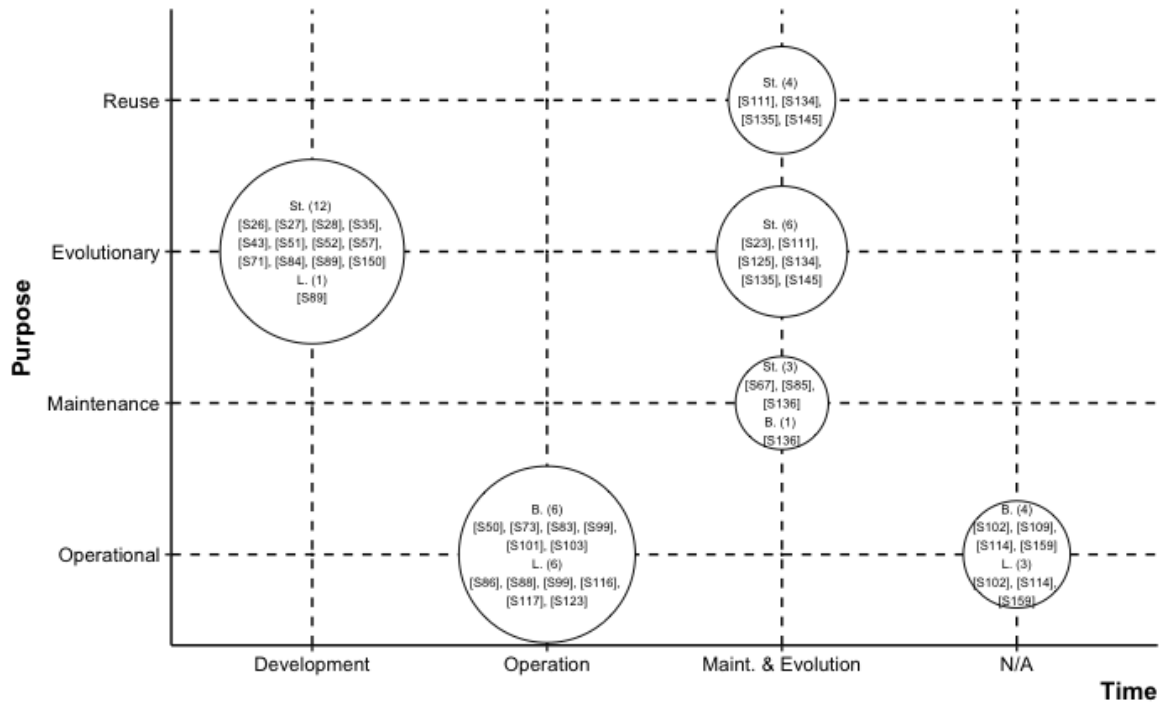 Purpose
Reuse
St. (4)
[S111], [S134],
[S135], [S145]
Evolutionary
St. (12)
[S26], [S27], [S28], [S35],
[S43], [S51], [S52], [S57],
[S71], [S84], [S89], [S150]
L. (1)
[S89]
St. (6)
[S23], [S111],
[S125], [S134],
[S135], [S145]
Maintenance
St. (3)
[S67], [S85],
[S136]
B. (1)
[S136]
Operational
B. (6)
[S50], [S73], [S83], [S99],
[S101], [S103]
L. (6)
[S86], [S88], [S99], [S116],
[S117], [S123]
B. (4)
[S102], [S109],
[S114], [S159]
L. (3)
[S102], [S114],
[S159]
Development
Operation
Maint. & Evolution
N/A
Time